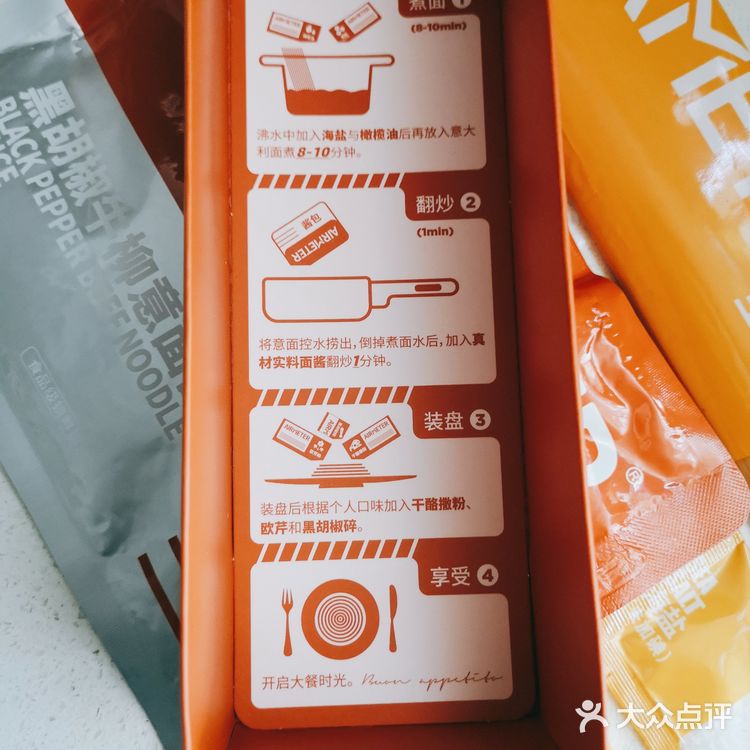 煮面 1
(8-10min)
沸水中加入海盐与橄榄油后再放入意大
利面煮8-10分钟。
翻炒 2
(1min)
酱包
AIRMETER
将意面控水捞出，倒掉煮面水后，加入真
材实料面酱翻炒1分钟。
装盘 3
AIRMETER
AIRMETER
装盘后根据个人口味加入干酪撒粉、
欧芹和黑胡椒碎。
享受 4
开启大餐时光。 Buon appetito
黑胡椒牛柳意面
BLACK PEPPER BEEF NOODLE
大众点评